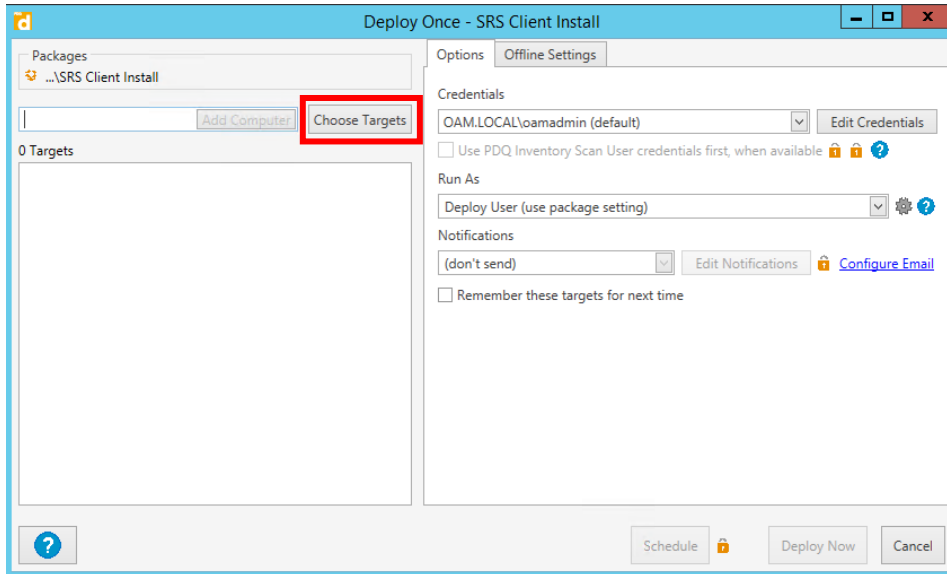 Deploy Once - SRS Client Install
Packages
...\SRS Client Install
Add Computer
Choose Targets
0 Targets
Options
Offline Settings
Credentials
OAM.LOCAL\oamadmin (default)
Edit Credentials
Use PDQ Inventory Scan User credentials first, when available
Run As
Deploy User (use package setting)
Notifications
(don't send)
Edit Notifications
Configure Email
Remember these targets for next time
Schedule
Deploy Now
Cancel